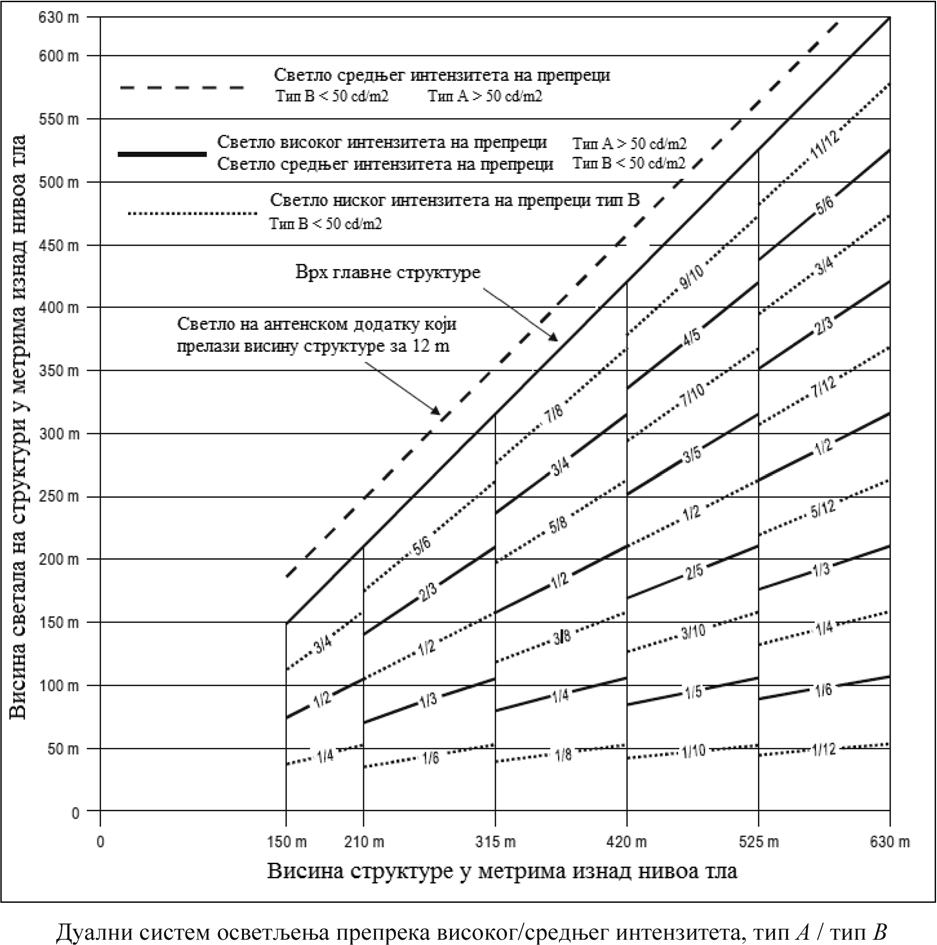 630 m
600 m
550 m
500 m
450 m
400 m
350 m
300 m
250 m
200 m
150 m
100 m
50 m
0
Висина светала на структури у метрима изнад нивоа тла
Светло средњег интензитета на препреци
Тип B < 50 cd/m2 Тип A > 50 cd/m2
Светло високог интензитета на препреци Тип A > 50 cd/m2
Светло средњег интензитета на препреци Тип B < 50 cd/m2
Светло ниског интензитета на препреци тип B
Тип B < 50 cd/m2
Врх главне структуре
Светло на антенском додатку који
прелази висину структуре за 12 m
3/4
1/2
1/4
5/6
2/3
1/2
1/3
1/6
7/8
3/4
5/8
1/2
3/8
1/4
1/8
9/10
4/5
7/10
3/5
1/2
2/5
3/10
1/5
1/10
11/12
5/6
3/4
2/3
7/12
1/2
5/12
1/3
1/4
1/6
1/12
0 150 m 210 m 315 m 420 m 525 m 630 m
Висина структуре у метрима изнад нивоа тла
Дуални систем осветљења препрека високог/средњег интензитета, тип A / тип B